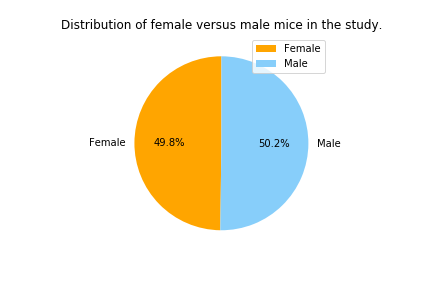 Distribution of female versus male mice in the study.
Female
Male
Female
49.8%
50.2%
Male